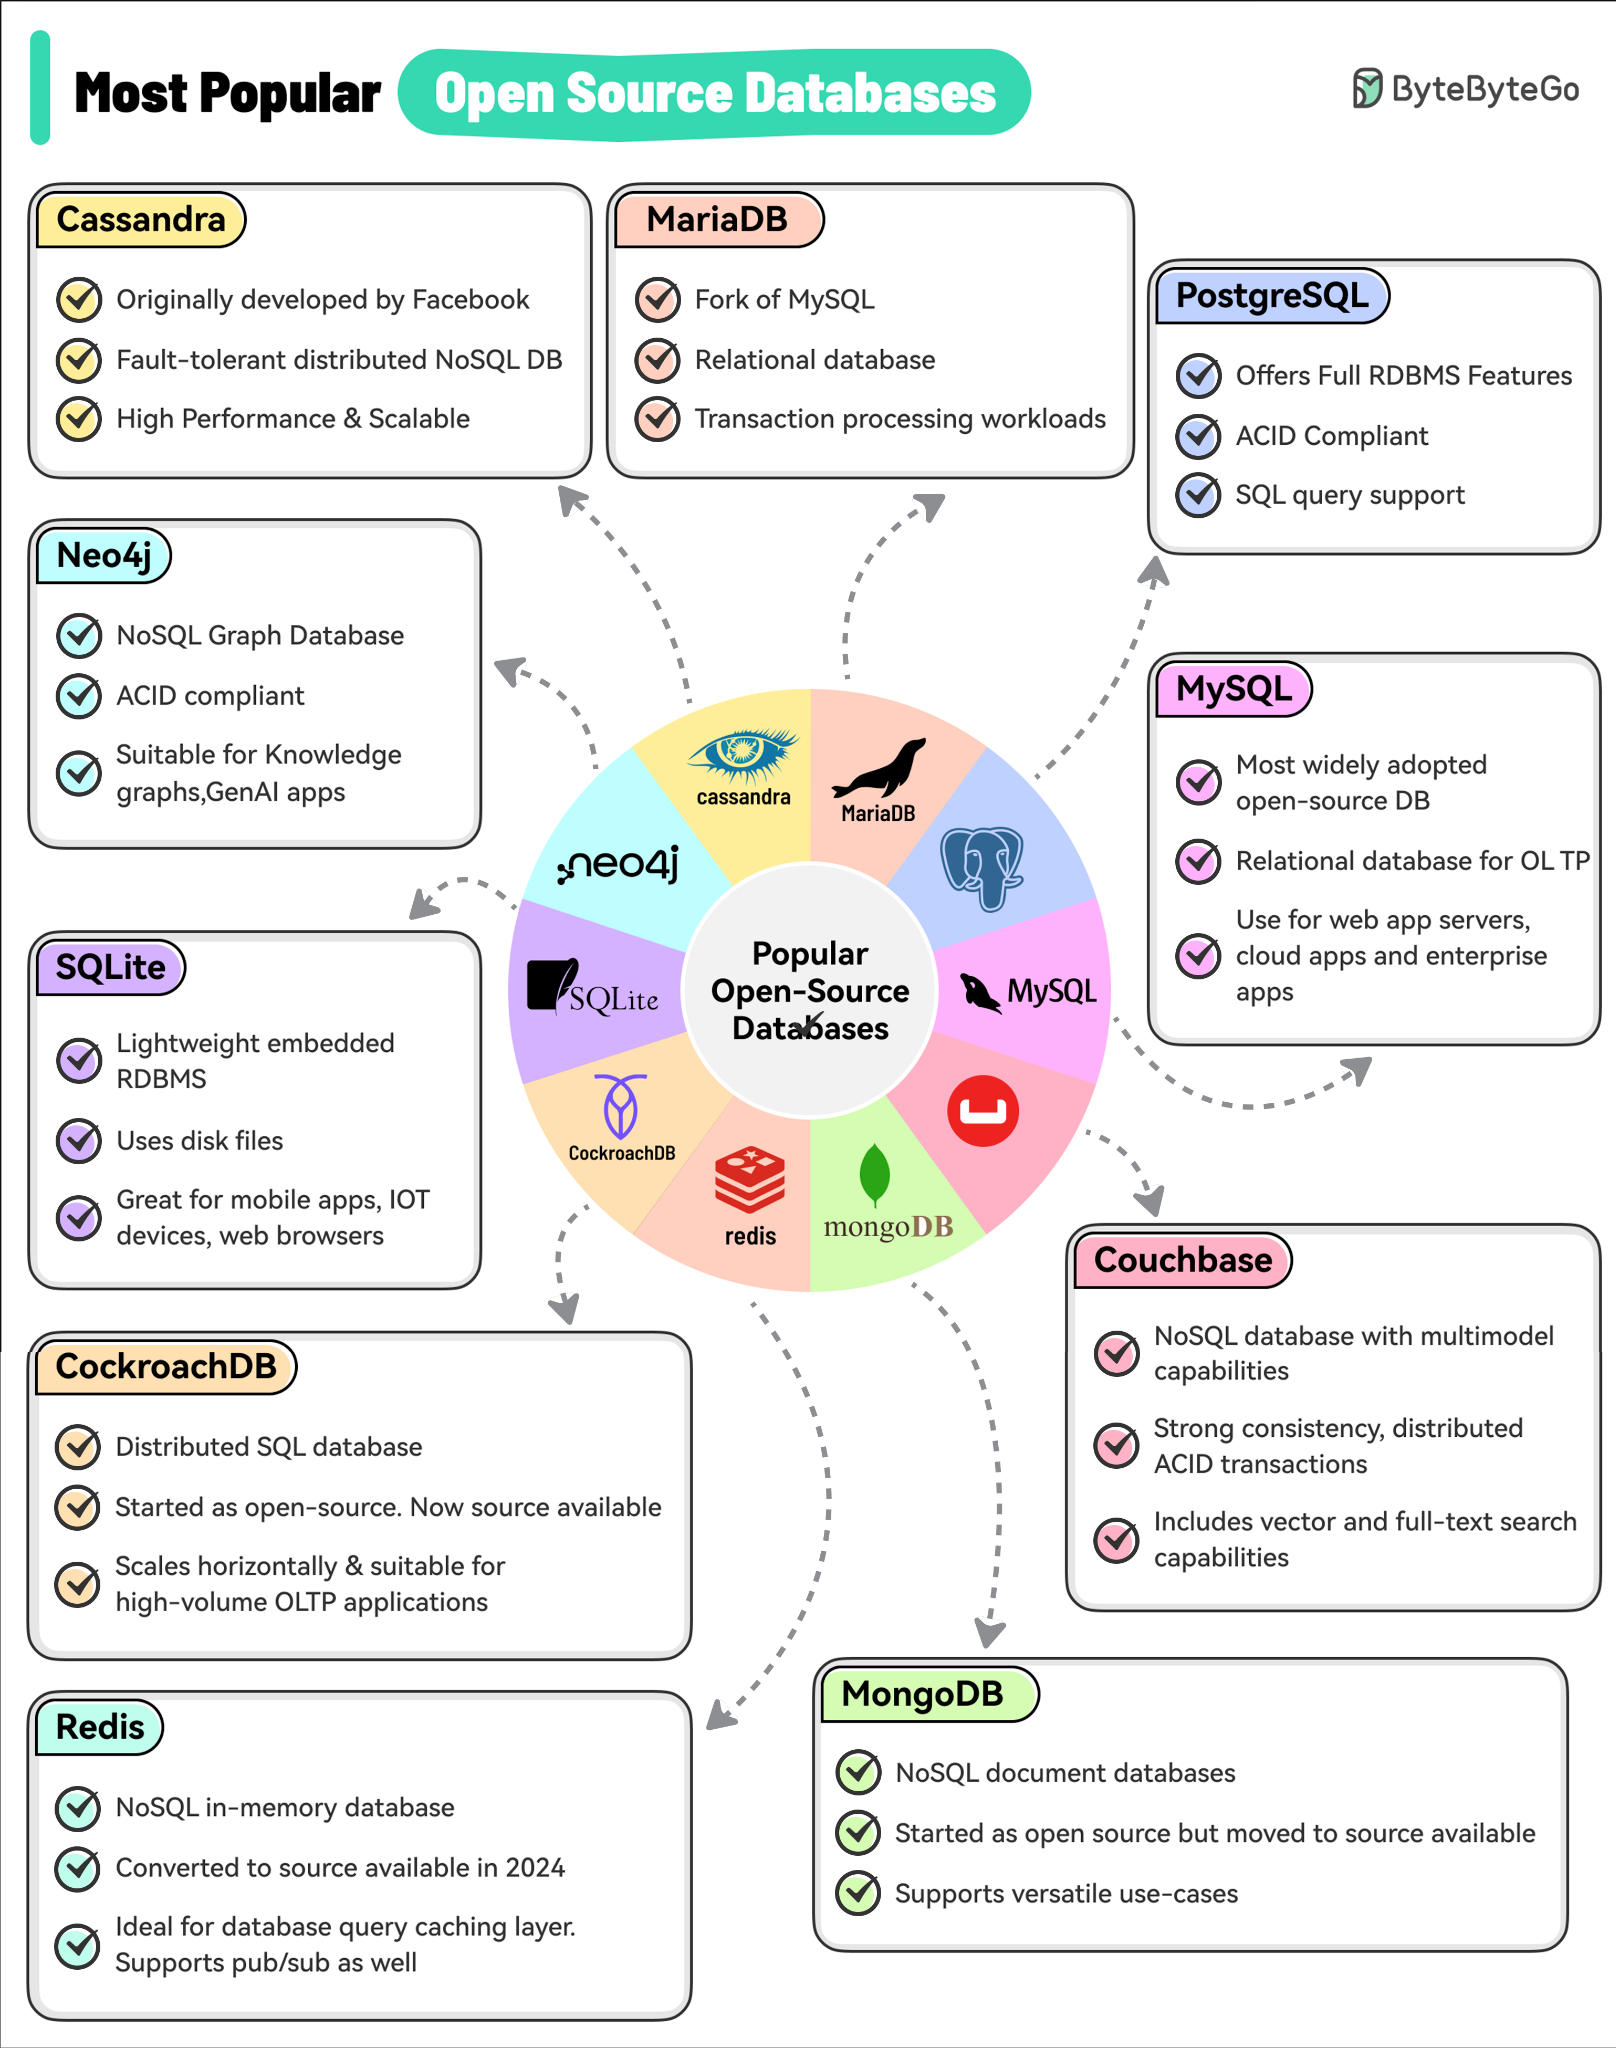 Most Popular Open Source Databases
ByteByteGo
Cassandra
Originally developed by Facebook
Fault-tolerant distributed NoSQL DB
High Performance & Scalable
MariaDB
Fork of MySQL
Relational database
Transaction processing workloads
PostgreSQL
Offers Full RDBMS Features
ACID Compliant
SQL query support
Neo4j
NoSQL Graph Database
ACID compliant
Suitable for Knowledge
graphs,GenAI apps
MySQL
Most widely adopted
open-source DB
Relational database for OL TP
Use for web app servers,
cloud apps and enterprise
apps
cassandra
MariaDB
neo4j
SQLite
MySQL
CockroachDB
redis
mongoDB
Popular
Open-Source
Databases
SQLite
Lightweight embedded
RDBMS
Uses disk files
Great for mobile apps, IOT
devices, web browsers
Couchbase
NoSQL database with multimodel
capabilities
Strong consistency, distributed
ACID transactions
Includes vector and full-text search
capabilities
CockroachDB
Distributed SQL database
Started as open-source. Now source available
Scales horizontally & suitable for
high-volume OLTP applications
MongoDB
NoSQL document databases
Started as open source but moved to source available
Supports versatile use-cases
Redis
NoSQL in-memory database
Converted to source available in 2024
Ideal for database query caching layer.
Supports pub/sub as well